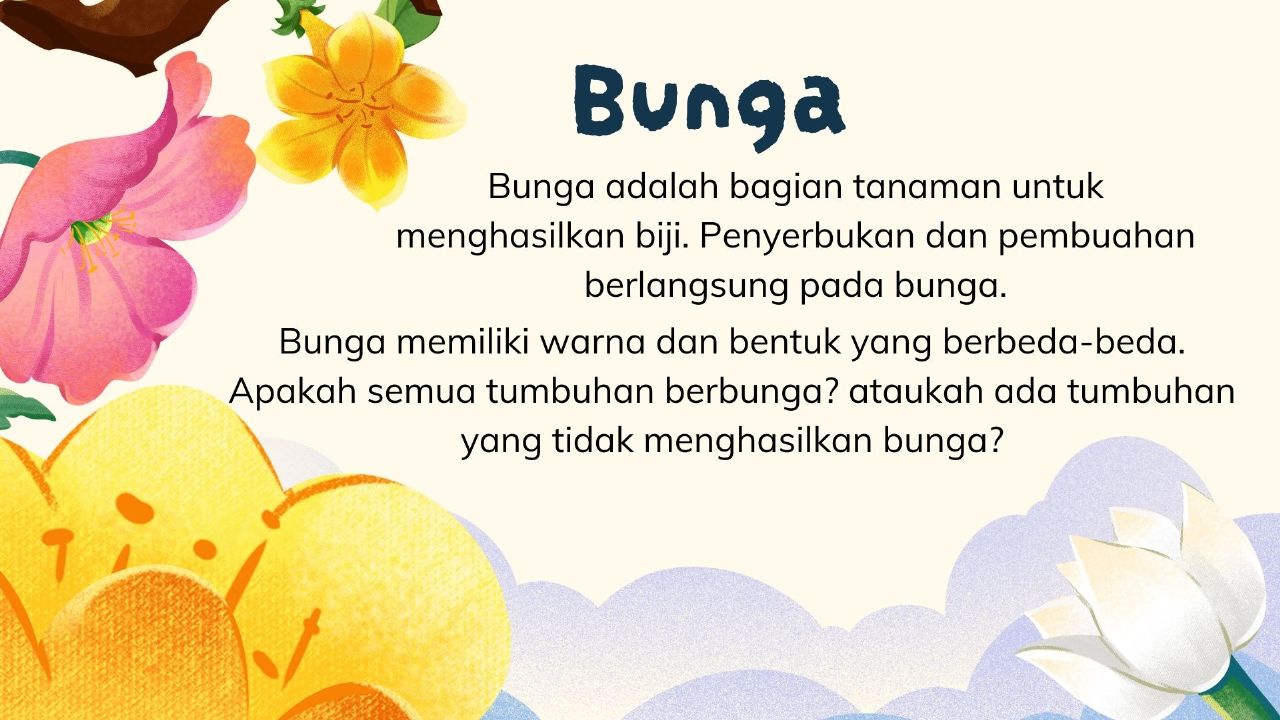 Bunga
Bunga adalah bagian tanaman untuk
menghasilkan biji. Penyerbukan dan pembuahan
berlangsung pada bunga.
Bunga memiliki warna dan bentuk yang berbeda-beda.
Apakah semua tumbuhan berbunga? ataukah ada tumbuhan
yang tidak menghasilkan bunga?